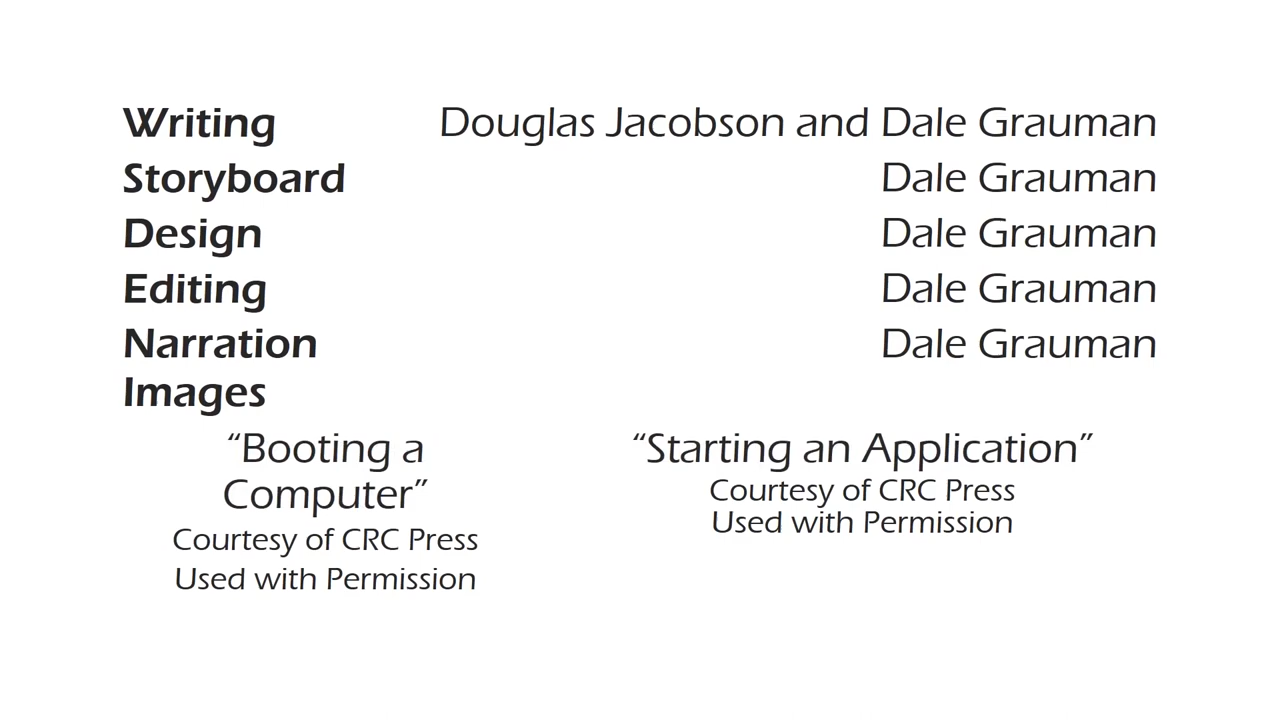 Writing Douglas Jacobson and Dale Grauman
Storyboard Dale Grauman
Design Dale Grauman
Editing Dale Grauman
Narration Dale Grauman
Images
“Booting a
Computer”
Courtesy of CRC Press
Used with Permission
“Starting an Application”
Courtesy of CRC Press
Used with Permission